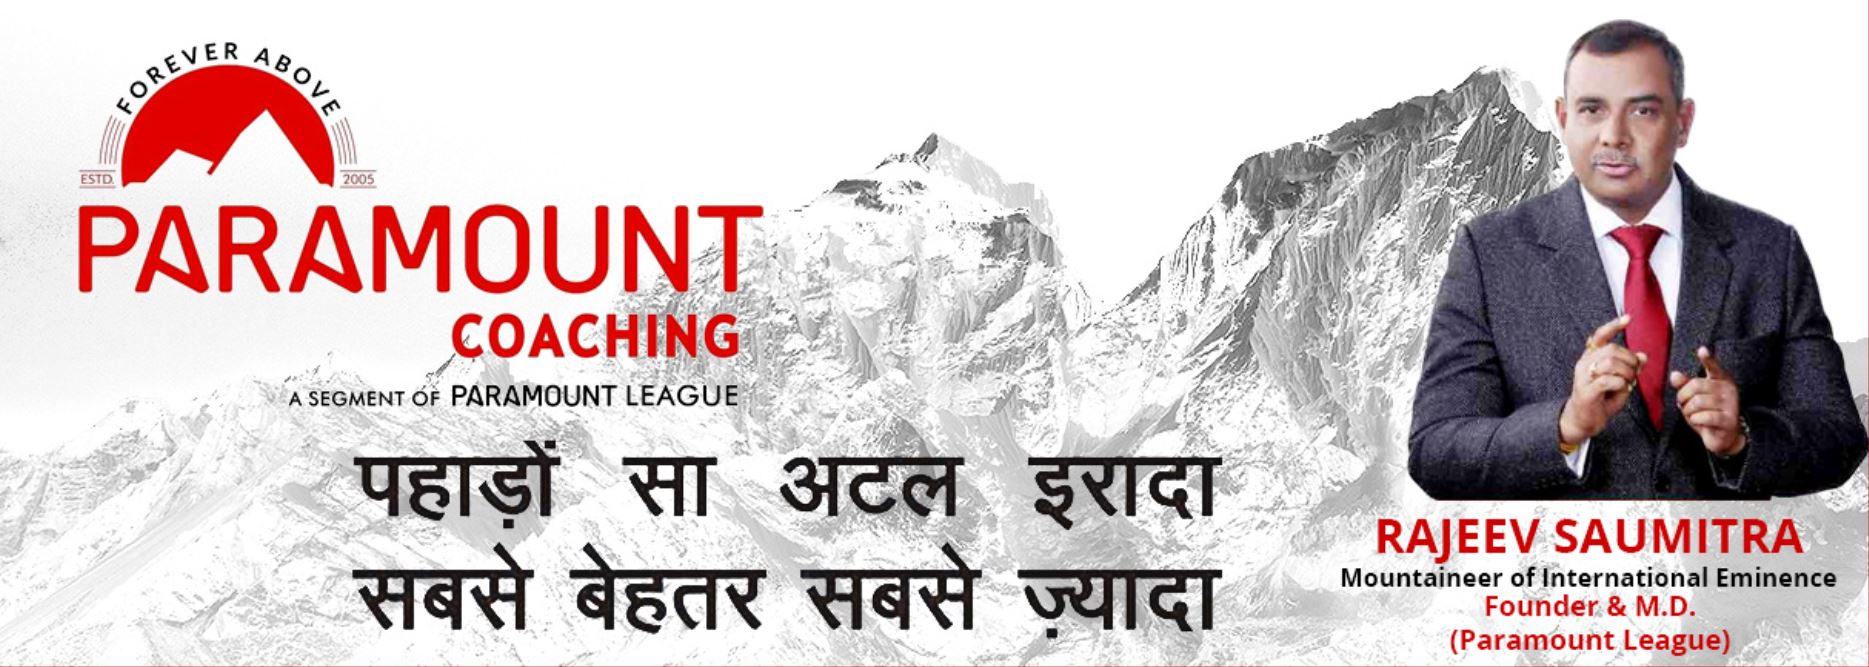 FOREVER ABOVE
ESTD. 2005
PARAMOUNT
COACHING
A SEGMENT OF PARAMOUNT LEAGUE
पहाड़ों सा अटल इरादा
सबसे बेहतर सबसे ज़्यादा
RAJEEV SAUMITRA
Mountaineer of International Eminence
Founder & M.D.
(Paramount League)